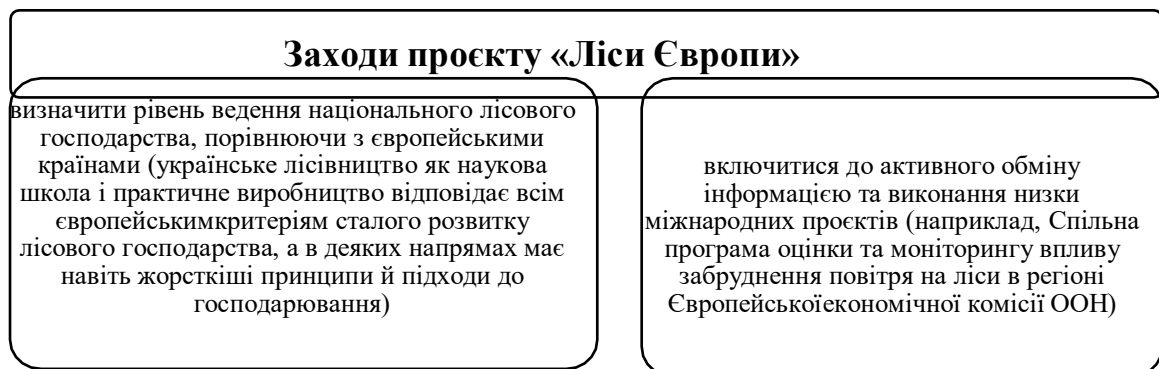 Заходи проєкту «Ліси Європи»
визначити рівень ведення національного лісового
господарства, порівнюючи з європейськими
країнами (українське лісівництво як наукова
школа і практичне виробництво відповідає всім
європейськимкритеріям сталого розвитку
лісового господарства, а в деяких напрямах має
навіть жорсткіші принципи й підходи до
господарювання)
включитися до активного обміну
інформацією та виконання низки
міжнародних проєктів (наприклад, Спільна
програма оцінки та моніторингу впливу
забруднення повітря на ліси в регіоні
Європейськоїекономічної комісії ООН)